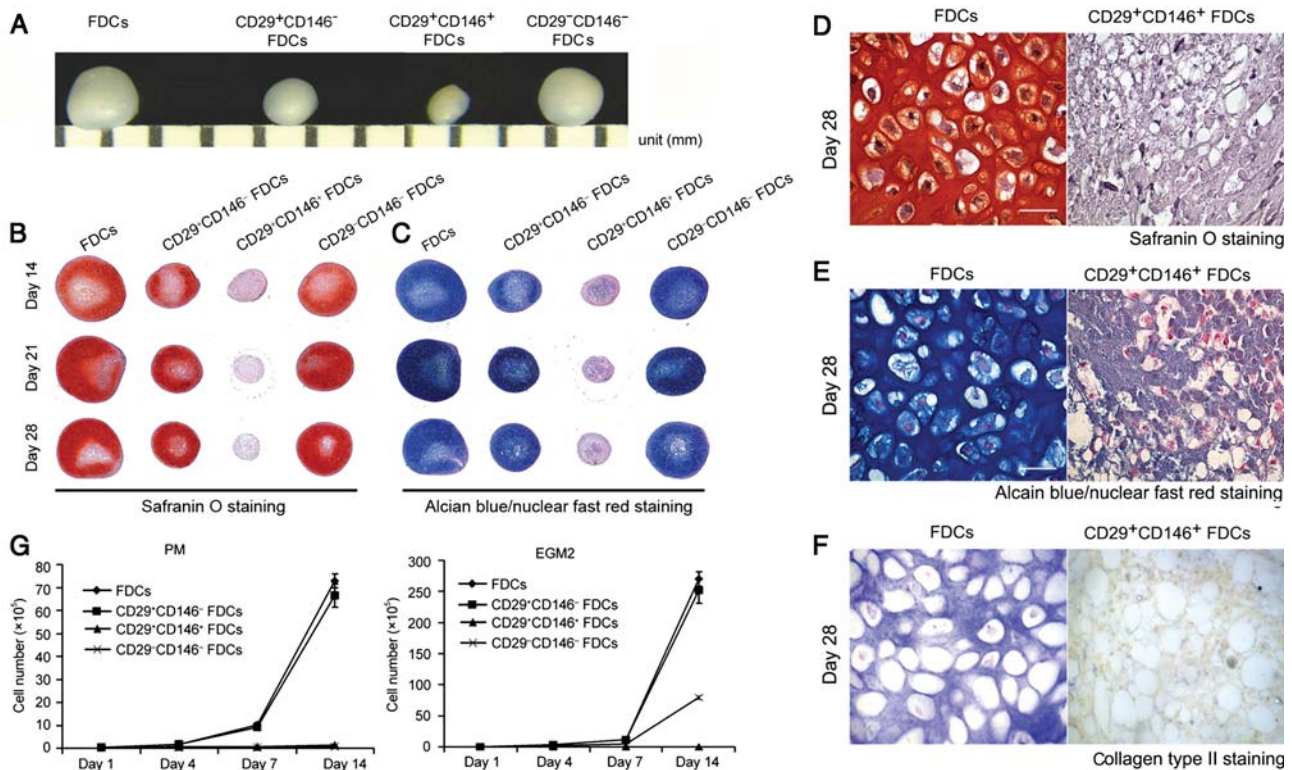 A
FDCs
CD29⁺CD146⁻
FDCs
CD29⁺CD146⁺
FDCs
CD29⁻CD146⁻
FDCs
unit (mm)
B
FDCs
CD29⁺CD146⁻ FDCs
CD29⁺CD146⁺ FDCs
CD29⁻CD146⁻ FDCs
Day 14
Day 21
Day 28
Safranin O staining
C
FDCs
CD29⁺CD146⁻ FDCs
CD29⁺CD146⁺ FDCs
CD29⁻CD146⁻ FDCs
Alcian blue/nuclear fast red staining
D
FDCs
CD29⁺CD146⁺ FDCs
Day 28
Safranin O staining
E
FDCs
CD29⁺CD146⁺ FDCs
Day 28
Alcain blue/nuclear fast red staining
F
FDCs
CD29⁺CD146⁺ FDCs
Day 28
Collagen type II staining
G
PM
Cell number (×10⁵)
80
70
60
50
40
30
20
10
0
FDCs
CD29⁺CD146⁻ FDCs
CD29⁺CD146⁺ FDCs
CD29⁻CD146⁻ FDCs
Day 1 Day 4 Day 7 Day 14
EGM2
Cell number (×10⁵)
300
250
200
150
100
50
0
FDCs
CD29⁺CD146⁻ FDCs
CD29⁺CD146⁺ FDCs
CD29⁻CD146⁻ FDCs
Day 1 Day 4 Day 7 Day 14